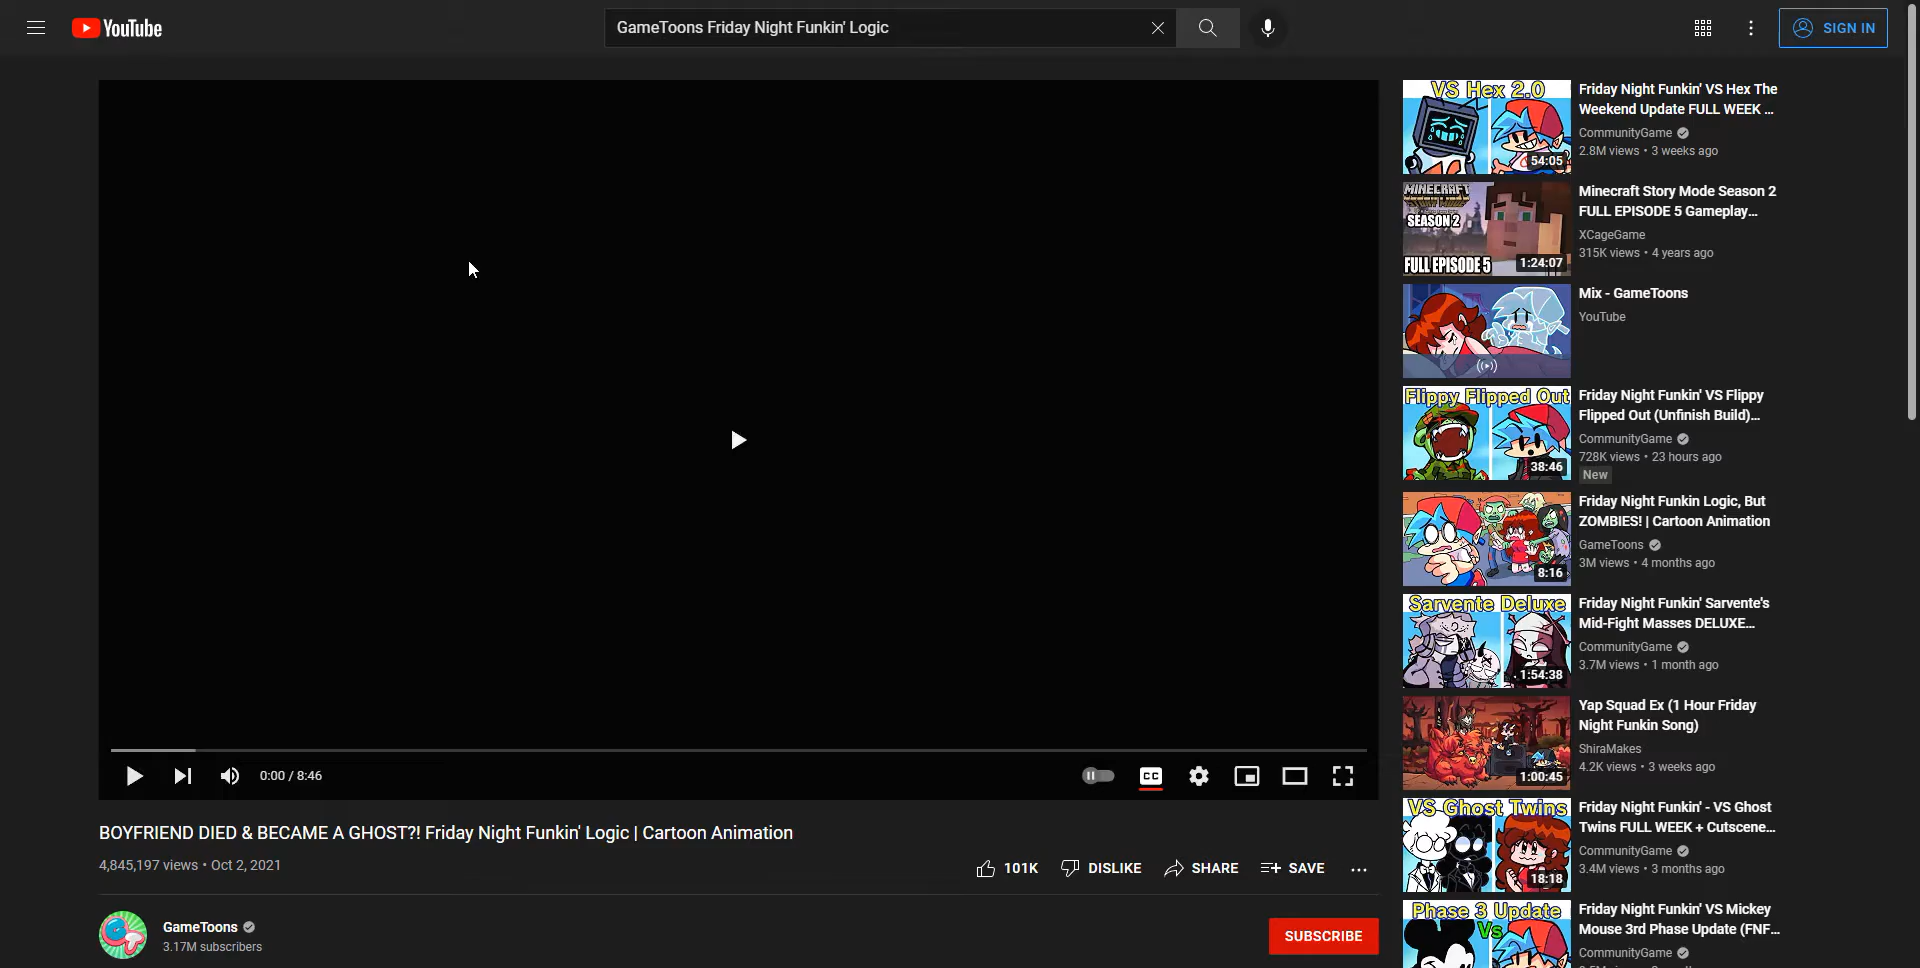 YouTube
GameToons Friday Night Funkin' Logic
SIGN IN
0:00 / 8:46
CC
BOYFRIEND DIED & BECAME A GHOST?! Friday Night Funkin' Logic | Cartoon Animation
4,845,197 views • Oct 2, 2021
101K
DISLIKE
SHARE
SAVE
GameToons
3.17M subscribers
SUBSCRIBE
VS Hex 2.0
54:05
Friday Night Funkin' VS Hex The
Weekend Update FULL WEEK ...
CommunityGame
2.8M views • 3 weeks ago
MINECRAFT
STORY MODE
SEASON 2
FULL EPISODE 5
1:24:07
Minecraft Story Mode Season 2
FULL EPISODE 5 Gameplay...
XCageGame
315K views • 4 years ago
Mix - GameToons
YouTube
Flippy Flipped Out
38:46
Friday Night Funkin' VS Flippy
Flipped Out (Unfinish Build)...
CommunityGame
728K views • 23 hours ago
New
8:16
Friday Night Funkin Logic, But
ZOMBIES! | Cartoon Animation
GameToons
3M views • 4 months ago
Sarvente Deluxe
1:54:38
Friday Night Funkin' Sarvente's
Mid-Fight Masses DELUXE...
CommunityGame
3.7M views • 1 month ago
1:00:45
Yap Squad Ex (1 Hour Friday
Night Funkin Song)
ShiraMakes
4.2K views • 3 weeks ago
VS Ghost Twins
18:18
Friday Night Funkin' - VS Ghost
Twins FULL WEEK + Cutscene...
CommunityGame
3.4M views • 3 months ago
Phase 3 Update
Vs
Friday Night Funkin' VS Mickey
Mouse 3rd Phase Update (FNF...
CommunityGame